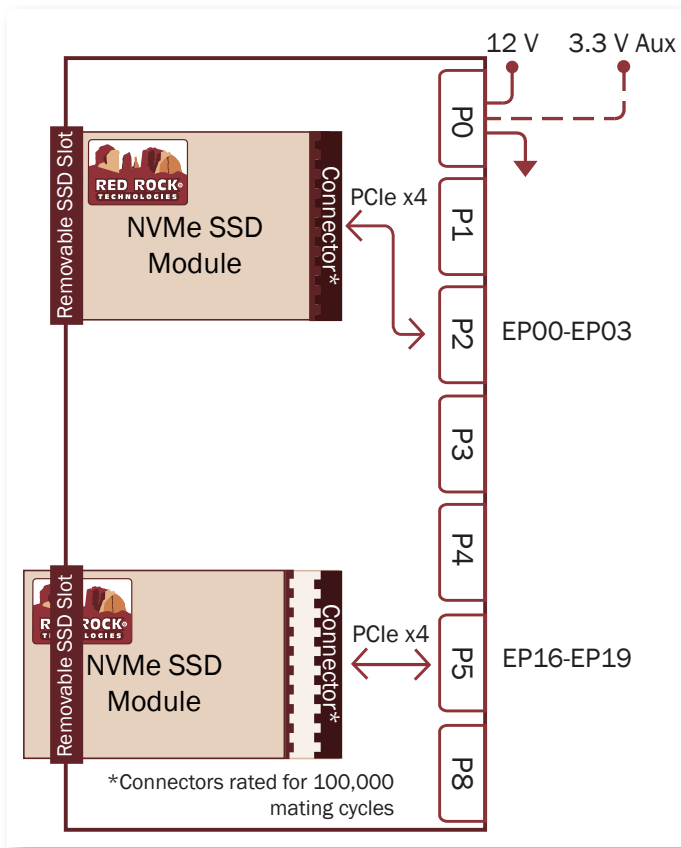 12 V
3.3 V Aux
P0
Removable SSD Slot
RED ROCK®
TECHNOLOGIES
NVMe SSD
Module
Connector*
PCIe x4
P1
P2
EP00-EP03
P3
P4
Removable SSD Slot
R ROCK®
T LOGIES
NVMe SSD
Module
Connector*
PCIe x4
P5
EP16-EP19
P8
*Connectors rated for 100,000
mating cycles